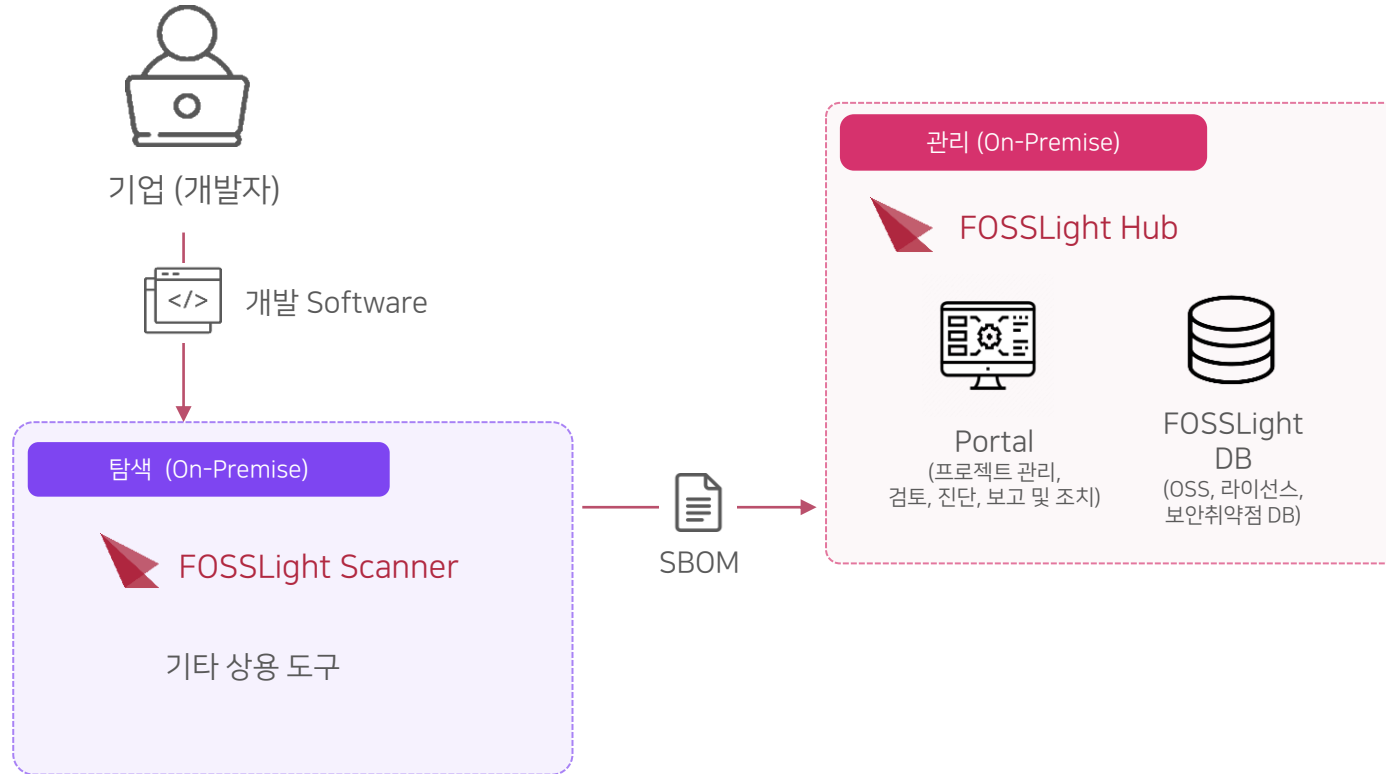 기업 (개발자)
</>
개발 Software
탐색 (On-Premise)
FOSSLight Scanner
기타 상용 도구
SBOM
관리 (On-Premise)
FOSSLight Hub
Portal
(프로젝트 관리,
검토, 진단, 보고 및 조치)
FOSSLight
DB
(OSS, 라이선스,
보안취약점 DB)